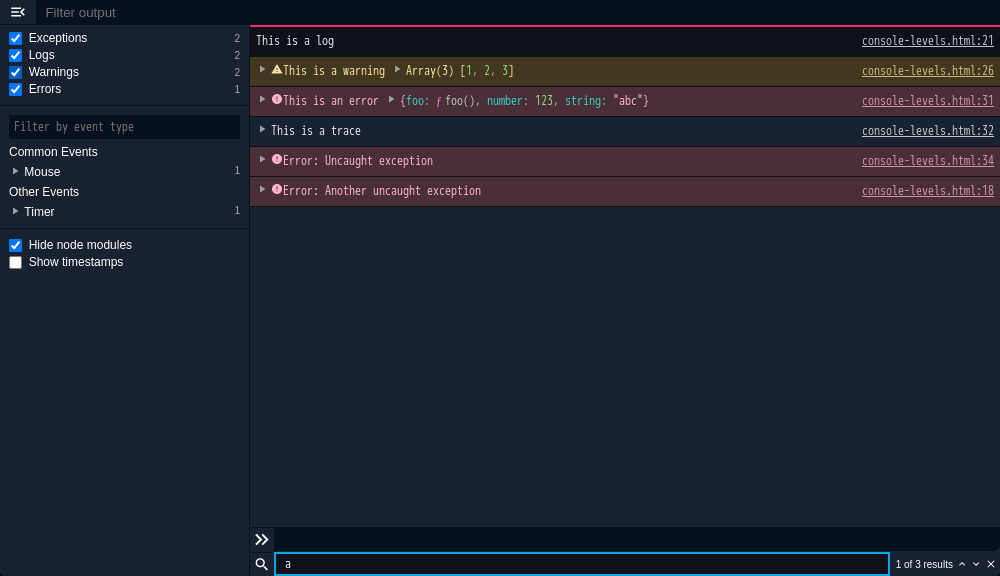 Filter output
Exceptions 2
Logs 2
Warnings 2
Errors 1
Filter by event type
Common Events
Mouse 1
Other Events
Timer 1
Hide node modules
Show timestamps
This is a log console-levels.html:21
This is a warning Array(3) [1, 2, 3] console-levels.html:26
This is an error {foo: ƒ foo(), number: 123, string: "abc"} console-levels.html:31
This is a trace console-levels.html:32
Error: Uncaught exception console-levels.html:34
Error: Another uncaught exception console-levels.html:18
a 1 of 3 results